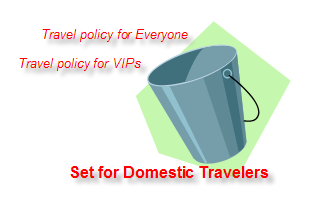 Travel policy for Everyone
Travel policy for VIPs
Set for Domestic Travelers